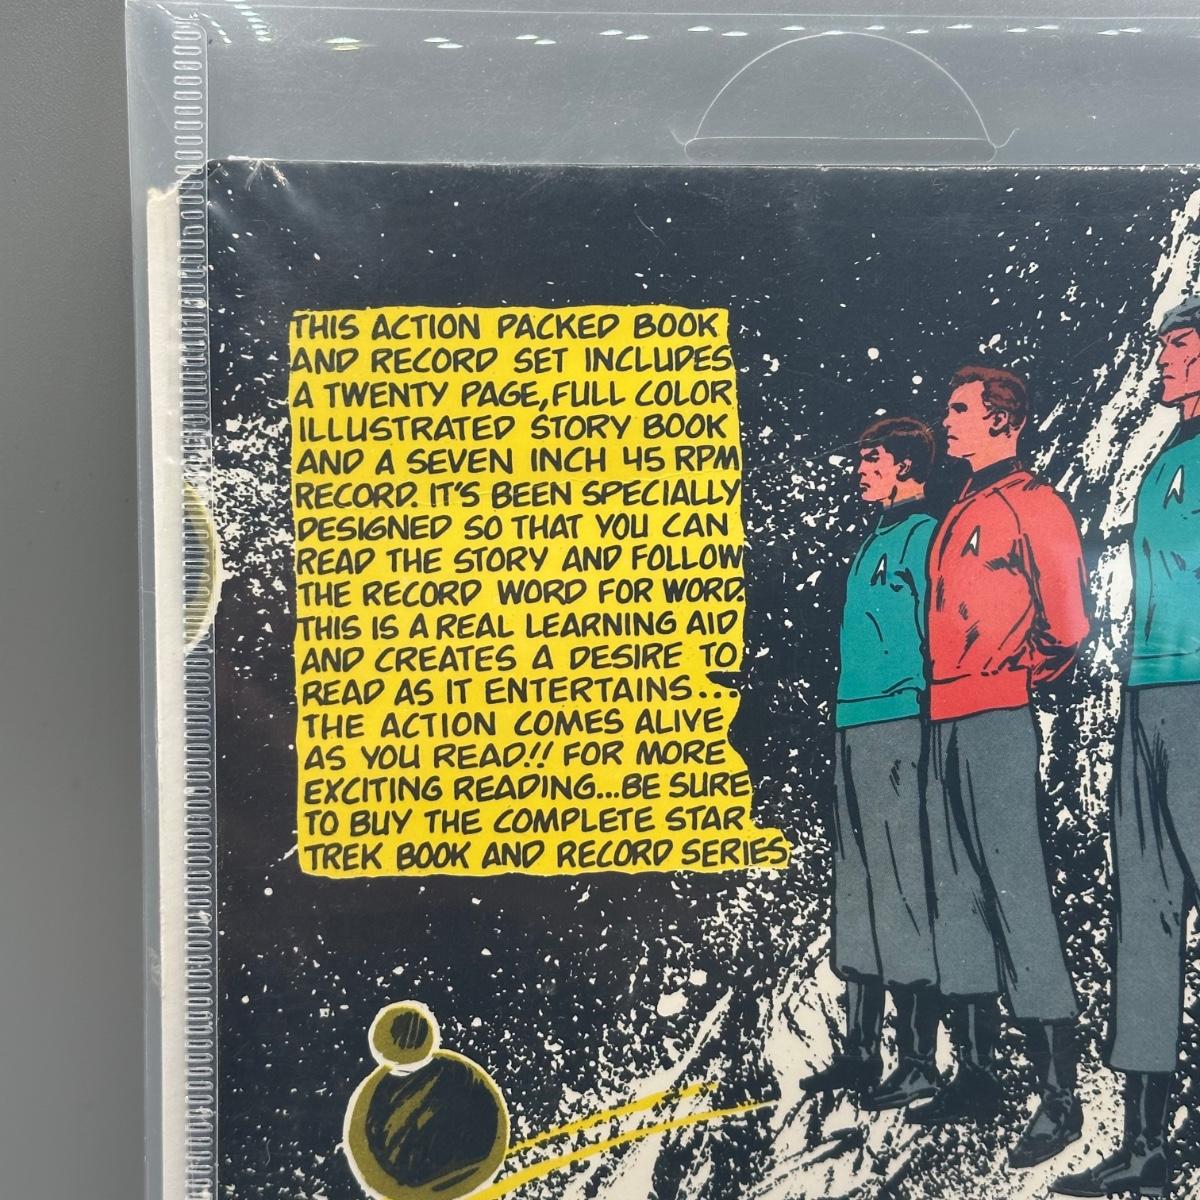 THIS ACTION PACKED BOOK
AND RECORD SET INCLUDES
A TWENTY PAGE, FULL COLOR
ILLUSTRATED STORY BOOK
AND A SEVEN INCH 45 RPM
RECORD. IT'S BEEN SPECIALLY
DESIGNED SO THAT YOU CAN
READ THE STORY AND FOLLOW
THE RECORD WORD FOR WORD.
THIS IS A REAL LEARNING AID
AND CREATES A DESIRE TO
READ AS IT ENTERTAINS...
THE ACTION COMES ALIVE
AS YOU READ!! FOR MORE
EXCITING READING...BE SURE
TO BUY THE COMPLETE STAR
TREK BOOK AND RECORD SERIES